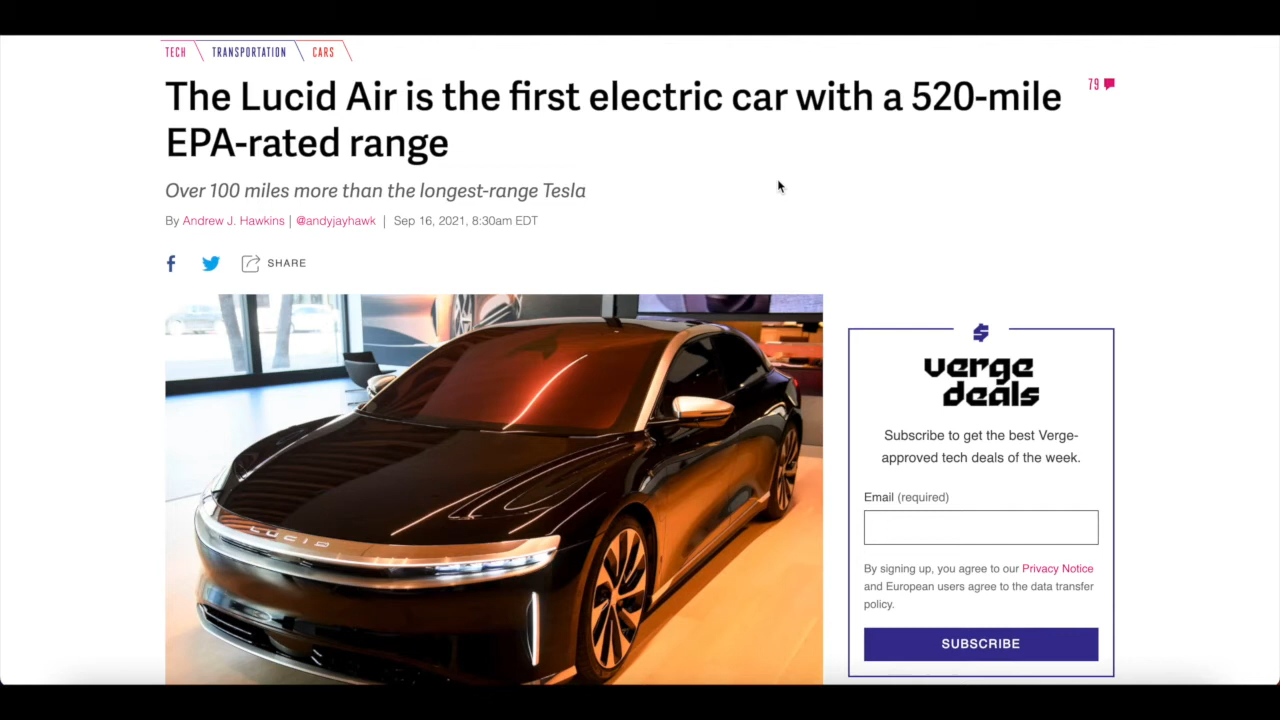 TECH TRANSPORTATION CARS
The Lucid Air is the first electric car with a 520-mile
EPA-rated range
79
Over 100 miles more than the longest-range Tesla
By Andrew J. Hawkins | @andyjayhawk | Sep 16, 2021, 8:30am EDT
SHARE
LUCID
verge
deals
Subscribe to get the best Verge-
approved tech deals of the week.
Email (required)
By signing up, you agree to our Privacy Notice
and European users agree to the data transfer
policy.
SUBSCRIBE